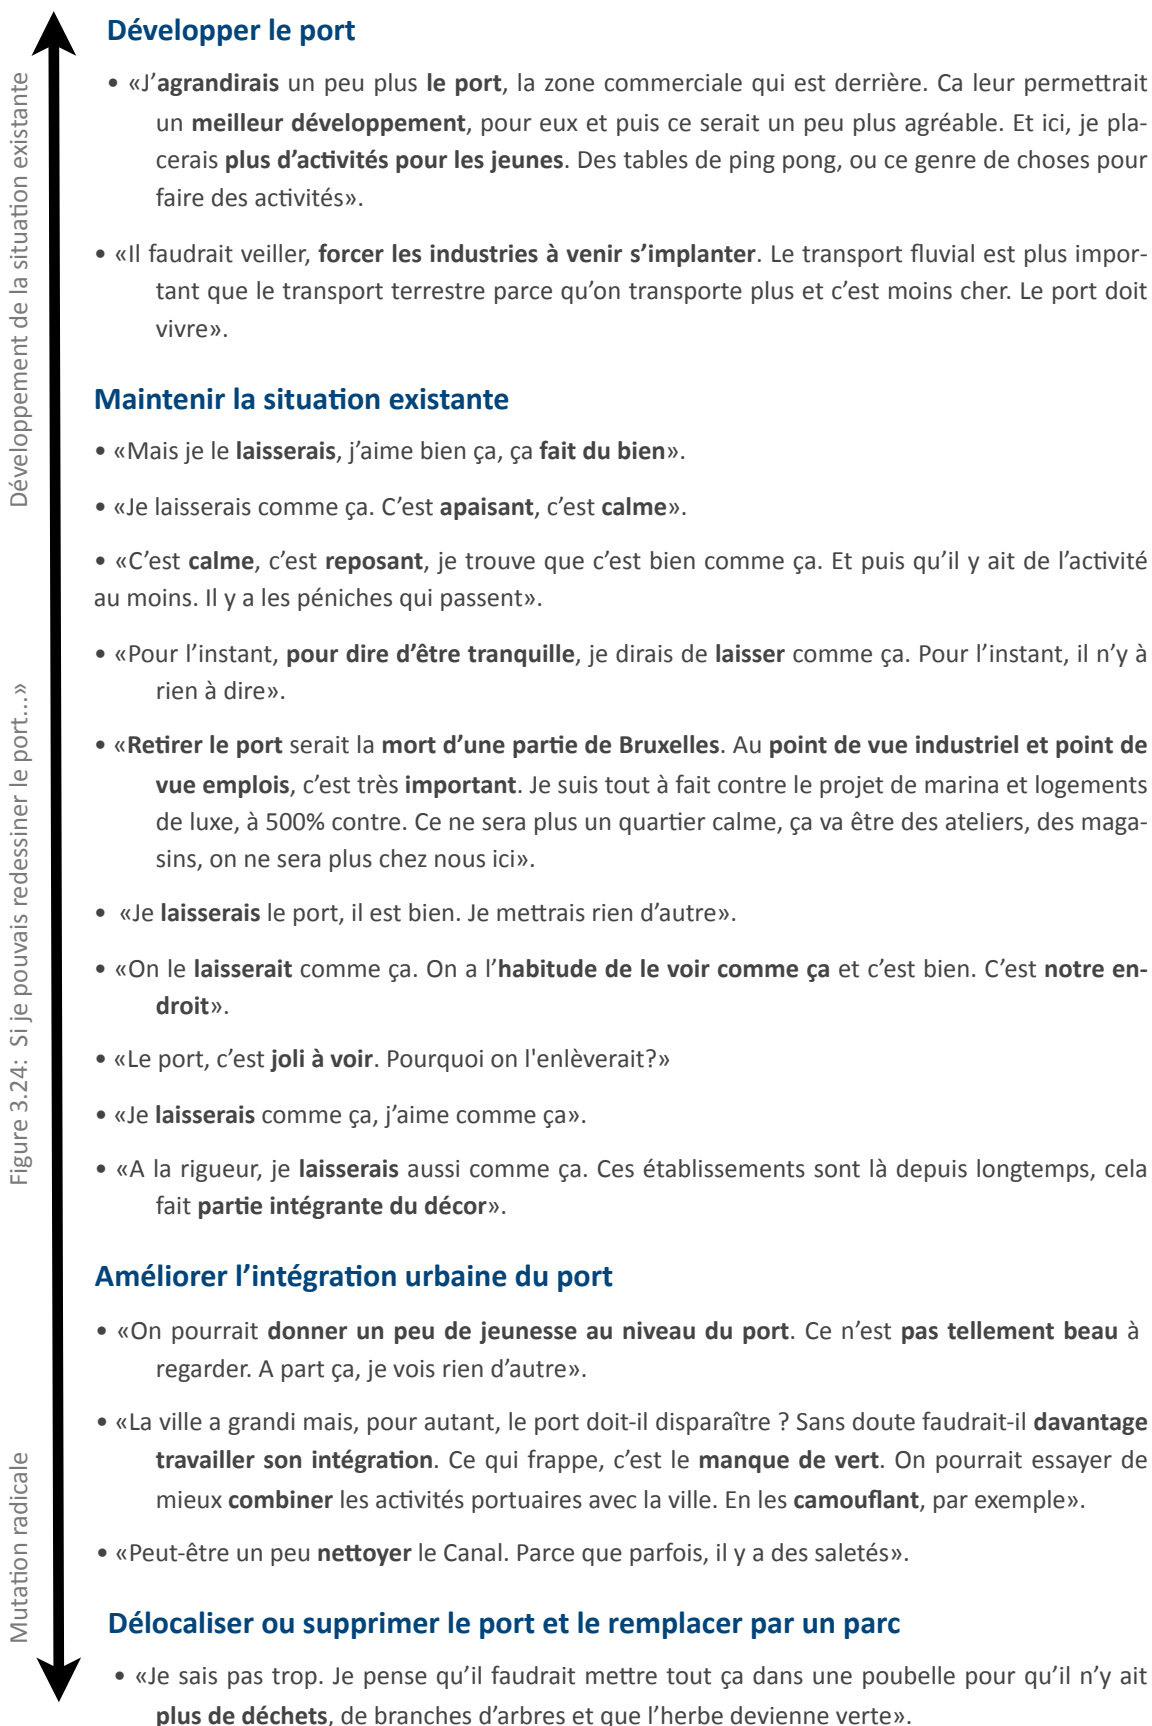 Développer le port
• «J’agrandirais un peu plus le port, la zone commerciale qui est derrière. Ca leur permettrait
un meilleur développement, pour eux et puis ce serait un peu plus agréable. Et ici, je pla-
cerais plus d’activités pour les jeunes. Des tables de ping pong, ou ce genre de choses pour
faire des activités».
• «Il faudrait veiller, forcer les industries à venir s’implanter. Le transport fluvial est plus impor-
tant que le transport terrestre parce qu’on transporte plus et c’est moins cher. Le port doit
vivre».
Maintenir la situation existante
• «Mais je le laisserais, j’aime bien ça, ça fait du bien».
• «Je laisserais comme ça. C’est apaisant, c’est calme».
• «C’est calme, c’est reposant, je trouve que c’est bien comme ça. Et puis qu’il y ait de l’activité
au moins. Il y a les péniches qui passent».
• «Pour l’instant, pour dire d’être tranquille, je dirais de laisser comme ça. Pour l’instant, il n’y à
rien à dire».
• «Retirer le port serait la mort d’une partie de Bruxelles. Au point de vue industriel et point de
vue emplois, c’est très important. Je suis tout à fait contre le projet de marina et logements
de luxe, à 500% contre. Ce ne sera plus un quartier calme, ça va être des ateliers, des maga-
sins, on ne sera plus chez nous ici».
• «Je laisserais le port, il est bien. Je mettrais rien d’autre».
• «On le laisserait comme ça. On a l’habitude de le voir comme ça et c’est bien. C’est notre en-
droit».
• «Le port, c’est joli à voir. Pourquoi on l'enlèverait?»
• «Je laisserais comme ça, j’aime comme ça».
• «A la rigueur, je laisserais aussi comme ça. Ces établissements sont là depuis longtemps, cela
fait partie intégrante du décor».
Améliorer l’intégration urbaine du port
• «On pourrait donner un peu de jeunesse au niveau du port. Ce n’est pas tellement beau à
regarder. A part ça, je vois rien d’autre».
• «La ville a grandi mais, pour autant, le port doit-il disparaître ? Sans doute faudrait-il davantage
travailler son intégration. Ce qui frappe, c’est le manque de vert. On pourrait essayer de
mieux combiner les activités portuaires avec la ville. En les camouflant, par exemple».
• «Peut-être un peu nettoyer le Canal. Parce que parfois, il y a des saletés».
Délocaliser ou supprimer le port et le remplacer par un parc
• «Je sais pas trop. Je pense qu’il faudrait mettre tout ça dans une poubelle pour qu’il n’y ait
plus de déchets, de branches d’arbres et que l’herbe devienne verte».
Développement de la situation existante
Figure 3.24: Si je pouvais redessiner le port...»
Mutation radicale